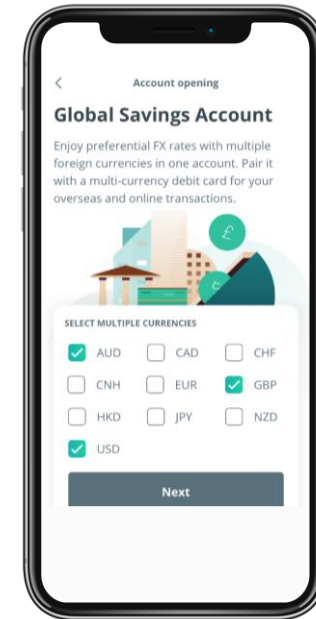 Account opening
Global Savings Account
Enjoy preferential FX rates with multiple
foreign currencies in one account. Pair it
with a multi-currency debit card for your
overseas and online transactions.
£
SELECT MULTIPLE CURRENCIES
AUD CAD CHF
CNH EUR GBP
HKD JPY NZD
USD
Next